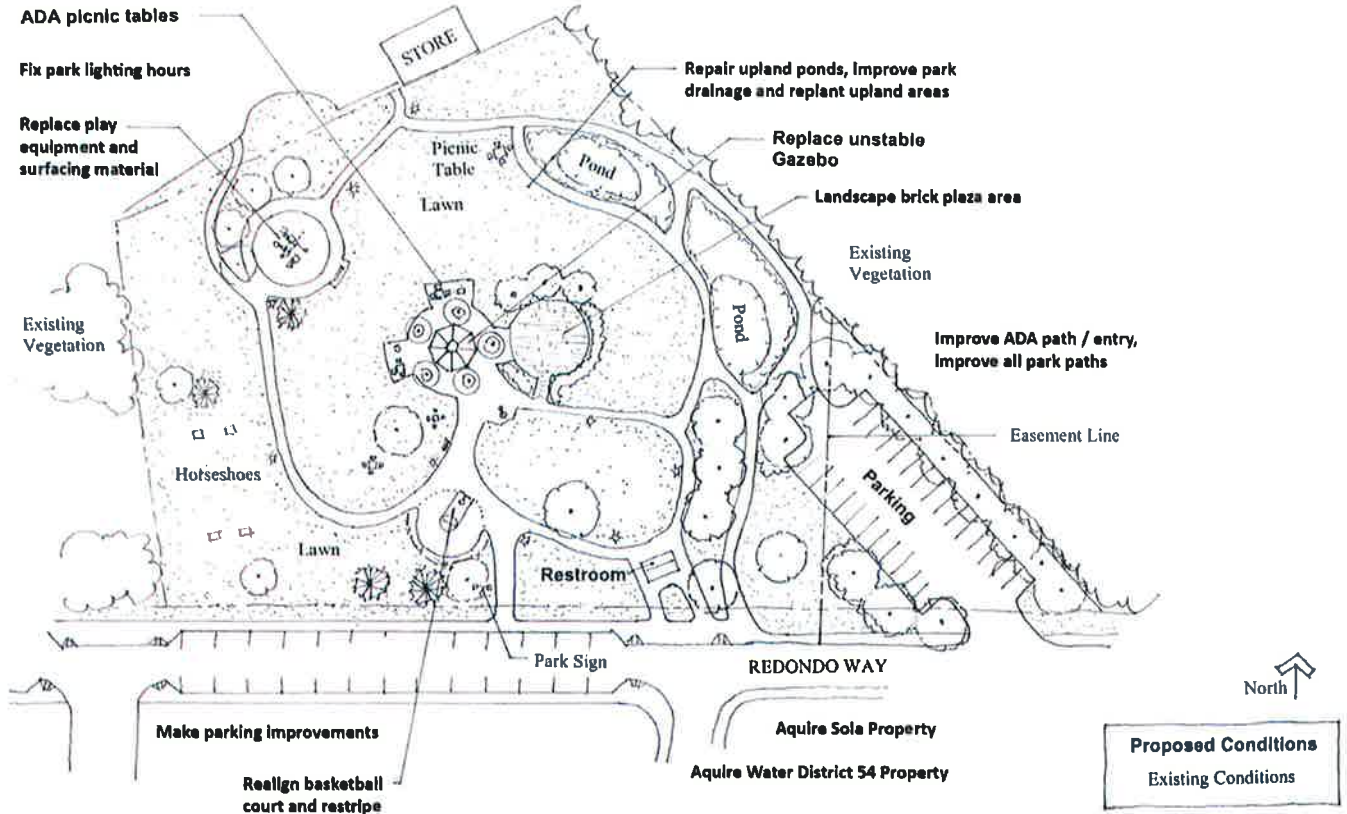 ADA picnic tables
STORE
Fix park lighting hours
Repair upland ponds, Improve park
drainage and replant upland areas
Replace play
equipment and
surfacing material
Picnic
Table
Pond
Replace unstable
Gazebo
Lawn
Landscape brick plaza area
Existing
Vegetation
Existing
Vegetation
Pond
Improve ADA path / entry,
Improve all park paths
Easement Line
Horseshoes
Parking
Lawn
Restroom
Park Sign
REDONDO WAY
North
Make parking improvements
Aquire Sola Property
Aquire Water District 54 Property
Realign basketball
court and restripe
Proposed Conditions
Existing Conditions